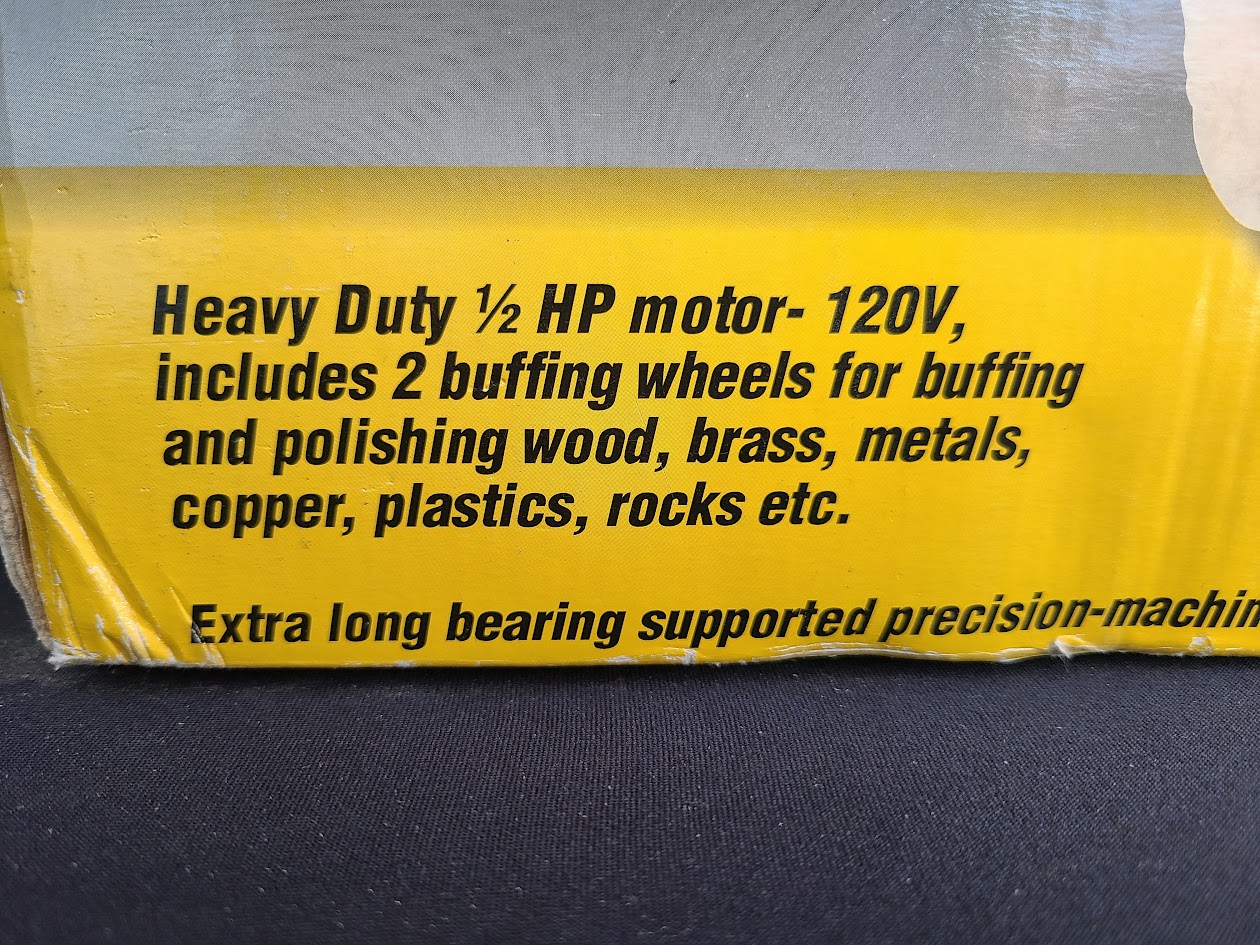 Heavy Duty ½ HP motor- 120V,
includes 2 buffing wheels for buffing
and polishing wood, brass, metals,
copper, plastics, rocks etc.
Extra long bearing supported precision-machin